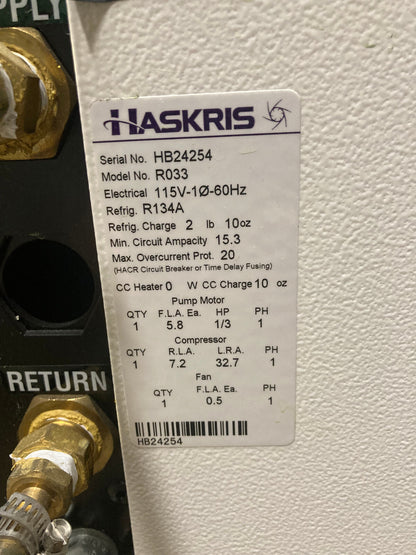 PPLY
HASKRIS
Serial No. HB24254
Model No. R033
Electrical 115V-1Ø-60Hz
Refrig. R134A
Refrig. Charge 2 lb 10oz
Min. Circuit Ampacity 15.3
Max. Overcurrent Prot. 20
(HACR Circuit Breaker or Time Delay Fusing)
CC Heater 0 W CC Charge 10 oz
Pump Motor
QTY F.L.A. Ea. HP PH
1 5.8 1/3 1
Compressor
QTY R.L.A. L.R.A. PH
1 7.2 32.7 1
Fan
QTY F.L.A. Ea. PH
1 0.5 1
HB24254
RETURN